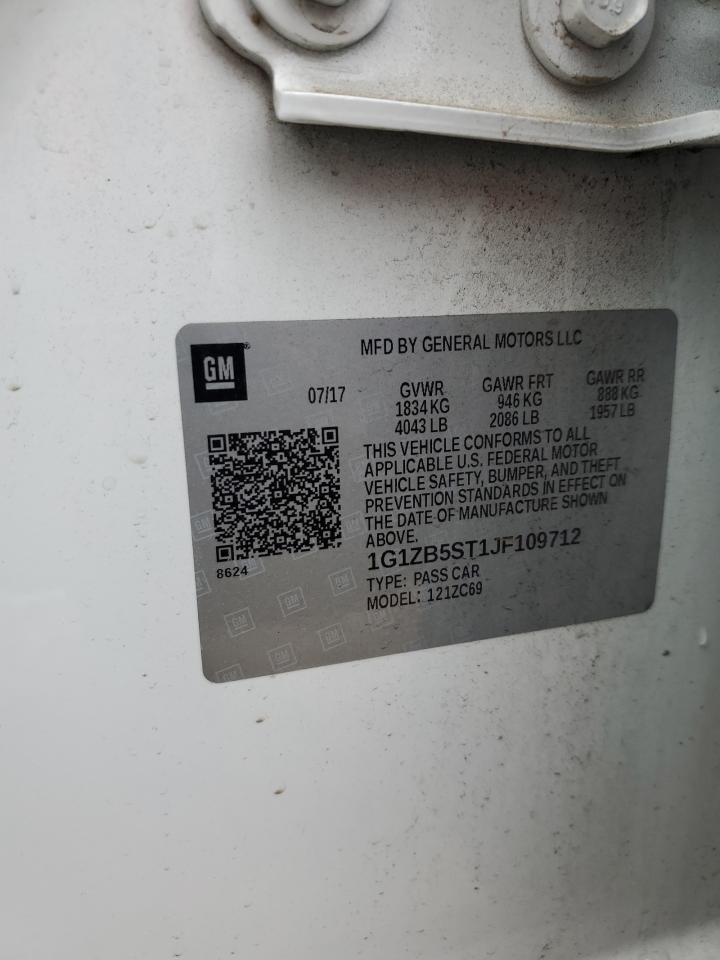 GM
MFD BY GENERAL MOTORS LLC
07/17
GVWR
1834 KG
4043 LB
GAWR FRT
946 KG
2086 LB
GAWR RR
888 KG
1957 LB
THIS VEHICLE CONFORMS TO ALL
APPLICABLE U.S. FEDERAL MOTOR
VEHICLE SAFETY, BUMPER, AND THEFT
PREVENTION STANDARDS IN EFFECT ON
THE DATE OF MANUFACTURE SHOWN
ABOVE.
8624
1G1ZB5ST1JF109712
TYPE: PASS CAR
MODEL: 121ZC69